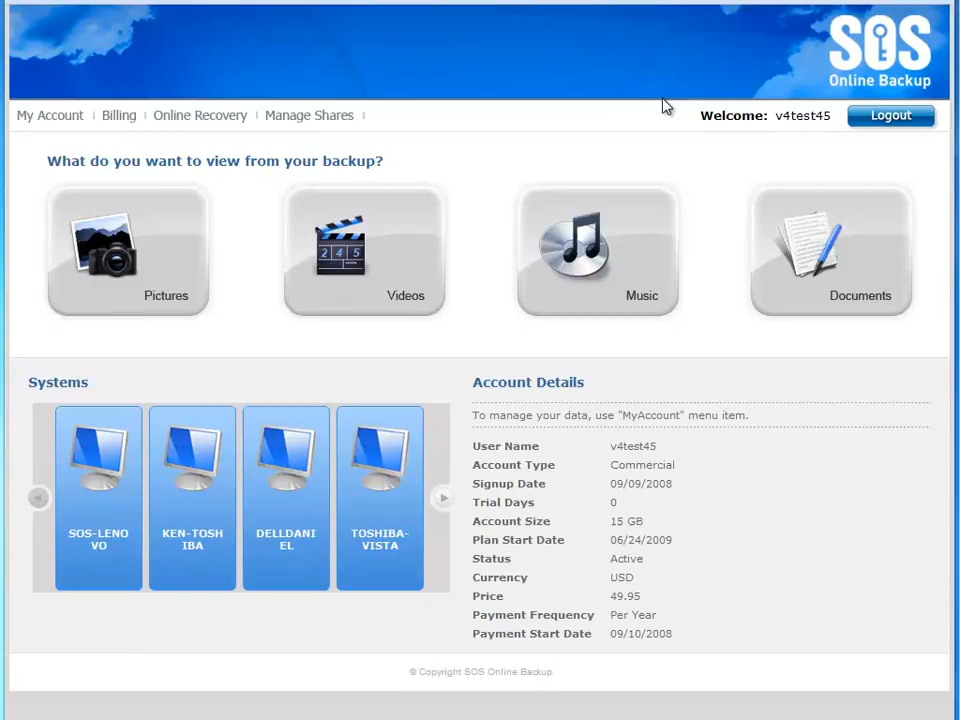 SOS
Online Backup
My Account Billing Online Recovery Manage Shares Welcome: v4test45 Logout
What do you want to view from your backup?
2 4 5
Pictures Videos Music Documents
Systems
SOS-LENO
VO
KEN-TOSH
IBA
DELLDANI
EL
TOSHIBA-
VISTA
Account Details
To manage your data, use "MyAccount" menu item.
User Name v4test45
Account Type Commercial
Signup Date 09/09/2008
Trial Days 0
Account Size 15 GB
Plan Start Date 06/24/2009
Status Active
Currency USD
Price 49.95
Payment Frequency Per Year
Payment Start Date 09/10/2008
© Copyright SOS Online Backup